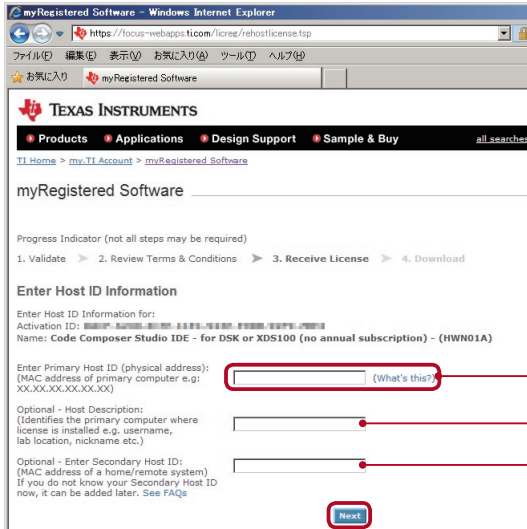 myRegistered Software - Windows Internet Explorer
https://focus-webapps.ti.com/licreg/rehostlicense.tsp
ファイル(F) 編集(E) 表示(V) お気に入り(A) ツール(T) ヘルプ(H)
お気に入り myRegistered Software
TEXAS INSTRUMENTS
Products Applications Design Support Sample & Buy all searches
TI Home > my.TI Account > myRegistered Software
myRegistered Software
Progress Indicator (not all steps may be required)
1. Validate 2. Review Terms & Conditions 3. Receive License 4. Download
Enter Host ID Information
Enter Host ID Information for:
Activation ID:
Name: Code Composer Studio IDE - for DSK or XDS100 (no annual subscription) - (HWN01A)
Enter Primary Host ID (physical address):
(MAC address of primary computer e.g:
XX.XX.XX.XX.XX.XX)
(What's this?)
Optional - Host Description:
(Identifies the primary computer where
license is installed e.g. username,
lab location, nickname etc.)
Optional - Enter Secondary Host ID:
(MAC address of a home/remote system)
If you do not know your Secondary Host ID
now, it can be added later. See FAQs
Next